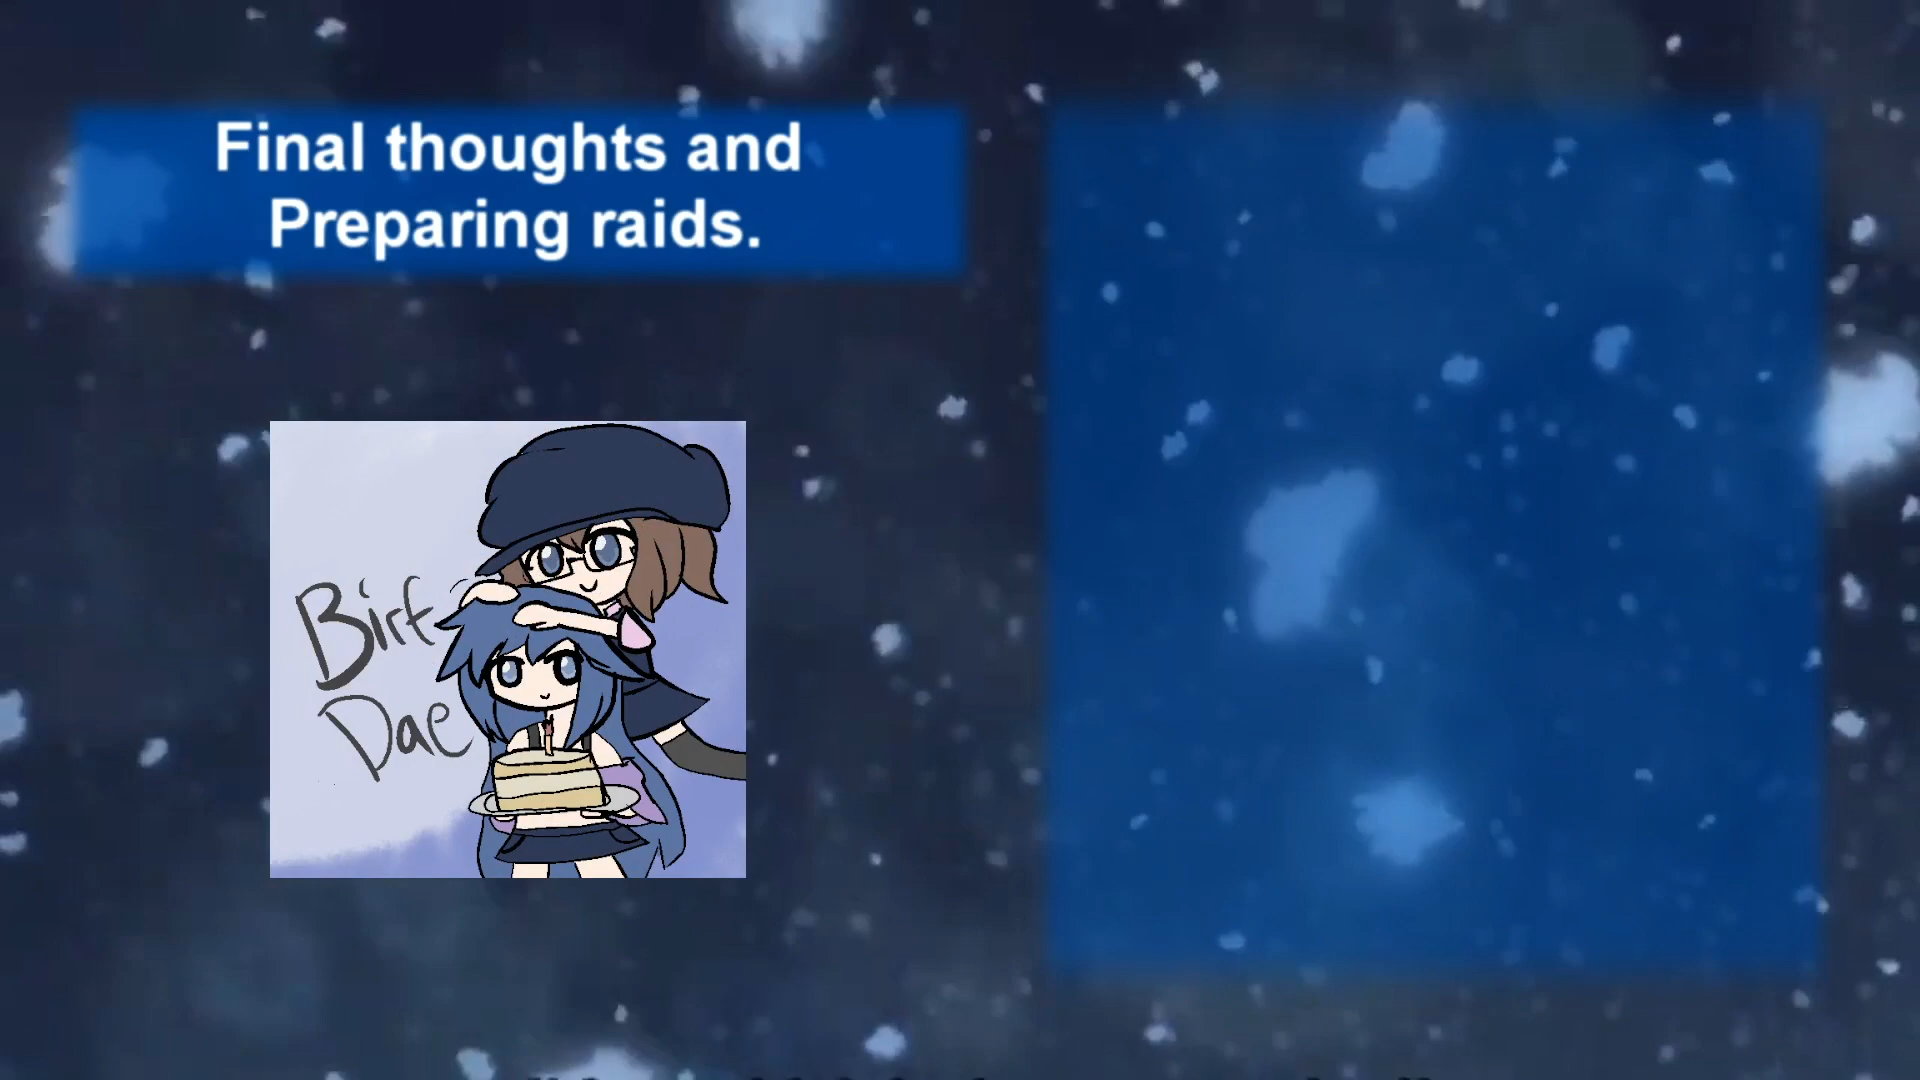 Final thoughts and
Preparing raids.
Birf
Dae